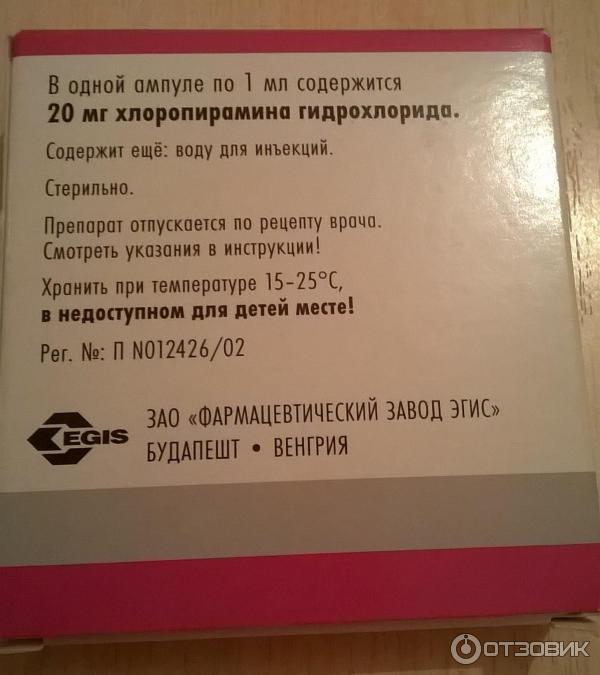 В одной ампуле по 1 мл содержится
20 мг хлоропирамина гидрохлорида.
Содержит ещё: воду для инъекций.
Стерильно.
Препарат отпускается по рецепту врача.
Смотреть указания в инструкции!
Хранить при температуре 15-25°С,
в недоступном для детей месте!
Рег. №: П N012426/02
EGIS
ЗАО «ФАРМАЦЕВТИЧЕСКИЙ ЗАВОД ЭГИС»
БУДАПЕШТ • ВЕНГРИЯ
ОТЗОВИК